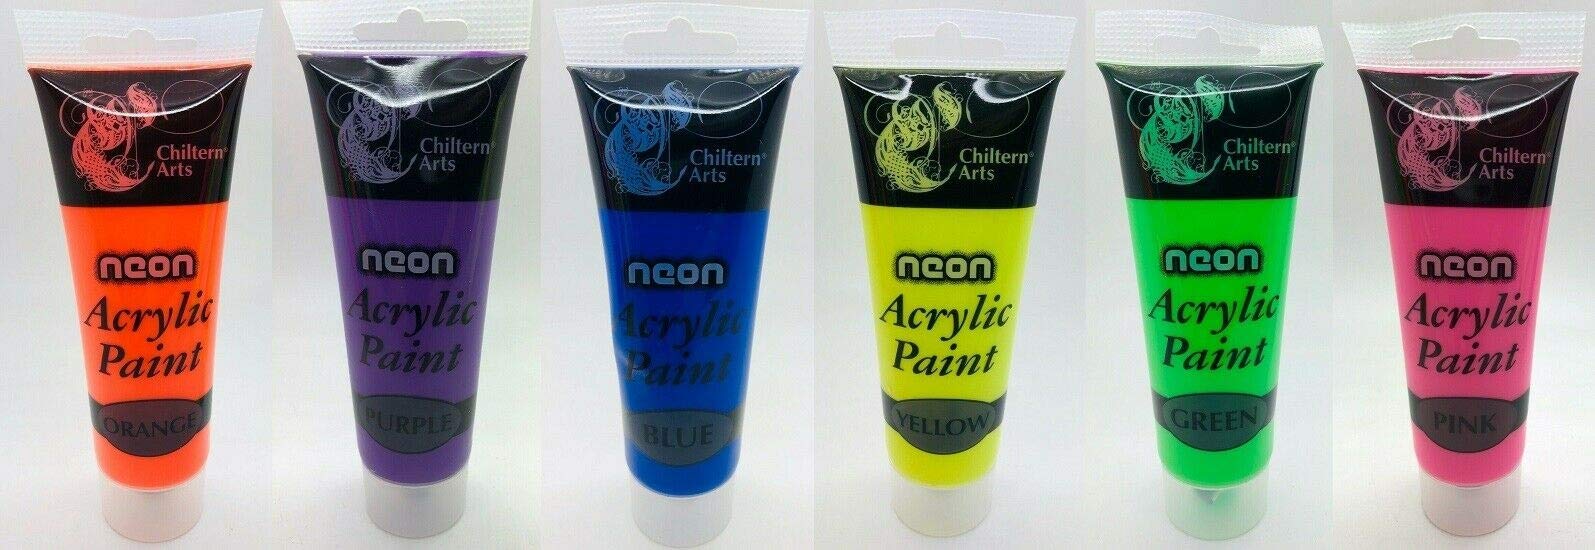 Chiltern®
Arts
neon
Acrylic
Paint
ORANGE
Chiltern®
Arts
neon
Acrylic
Paint
PURPLE
Chiltern®
Arts
neon
Acrylic
Paint
BLUE
Chiltern®
Arts
neon
Acrylic
Paint
YELLOW
Chiltern®
Arts
neon
Acrylic
Paint
GREEN
Chiltern®
Arts
neon
Acrylic
Paint
PINK